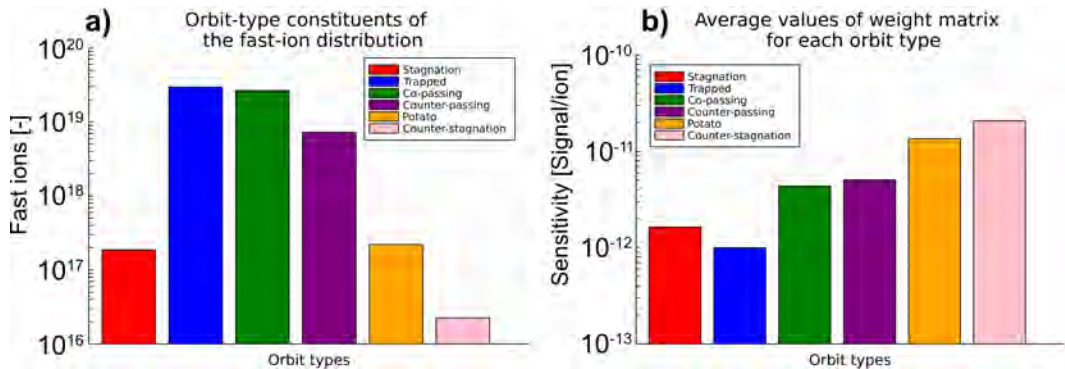 a)
Orbit-type constituents of
the fast-ion distribution
Fast ions [-]
10^20
10^19
10^18
10^17
10^16
Stagnation
Trapped
Co-passing
Counter-passing
Potato
Counter-stagnation
Orbit types
b)
Average values of weight matrix
for each orbit type
Sensitivity [Signal/ion]
10^-10
10^-11
10^-12
10^-13
Stagnation
Trapped
Co-passing
Counter-passing
Potato
Counter-stagnation
Orbit types